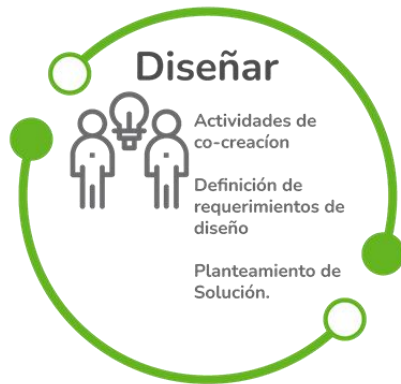 Diseñar
Actividades de
co-creacíon
Definición de
requerimientos de
diseño
Planteamiento de
Solución.